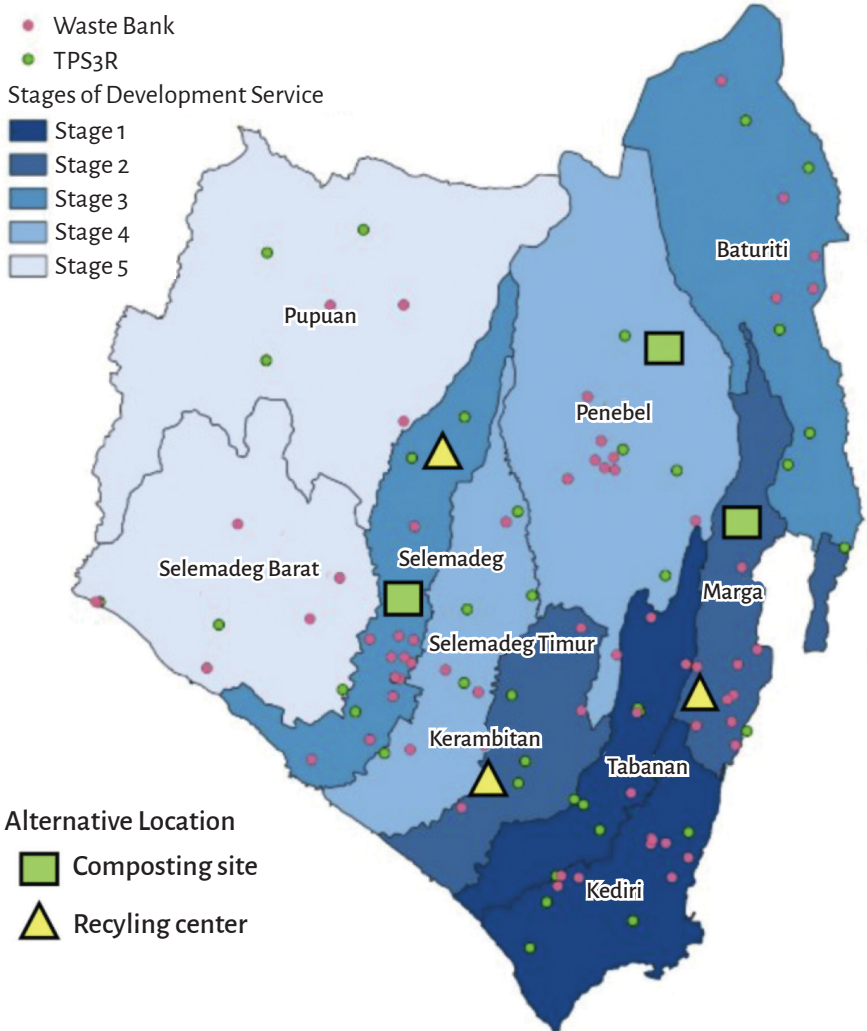 Waste Bank
TPS3R
Stages of Development Service
Stage 1
Stage 2
Stage 3
Stage 4
Stage 5
Baturiti
Pupuan
Penebel
Selemadeg
Selemadeg Barat
Marga
Selemadeg Timur
Kerambitan
Tabanan
Kediri
Alternative Location
Composting site
Recyling center